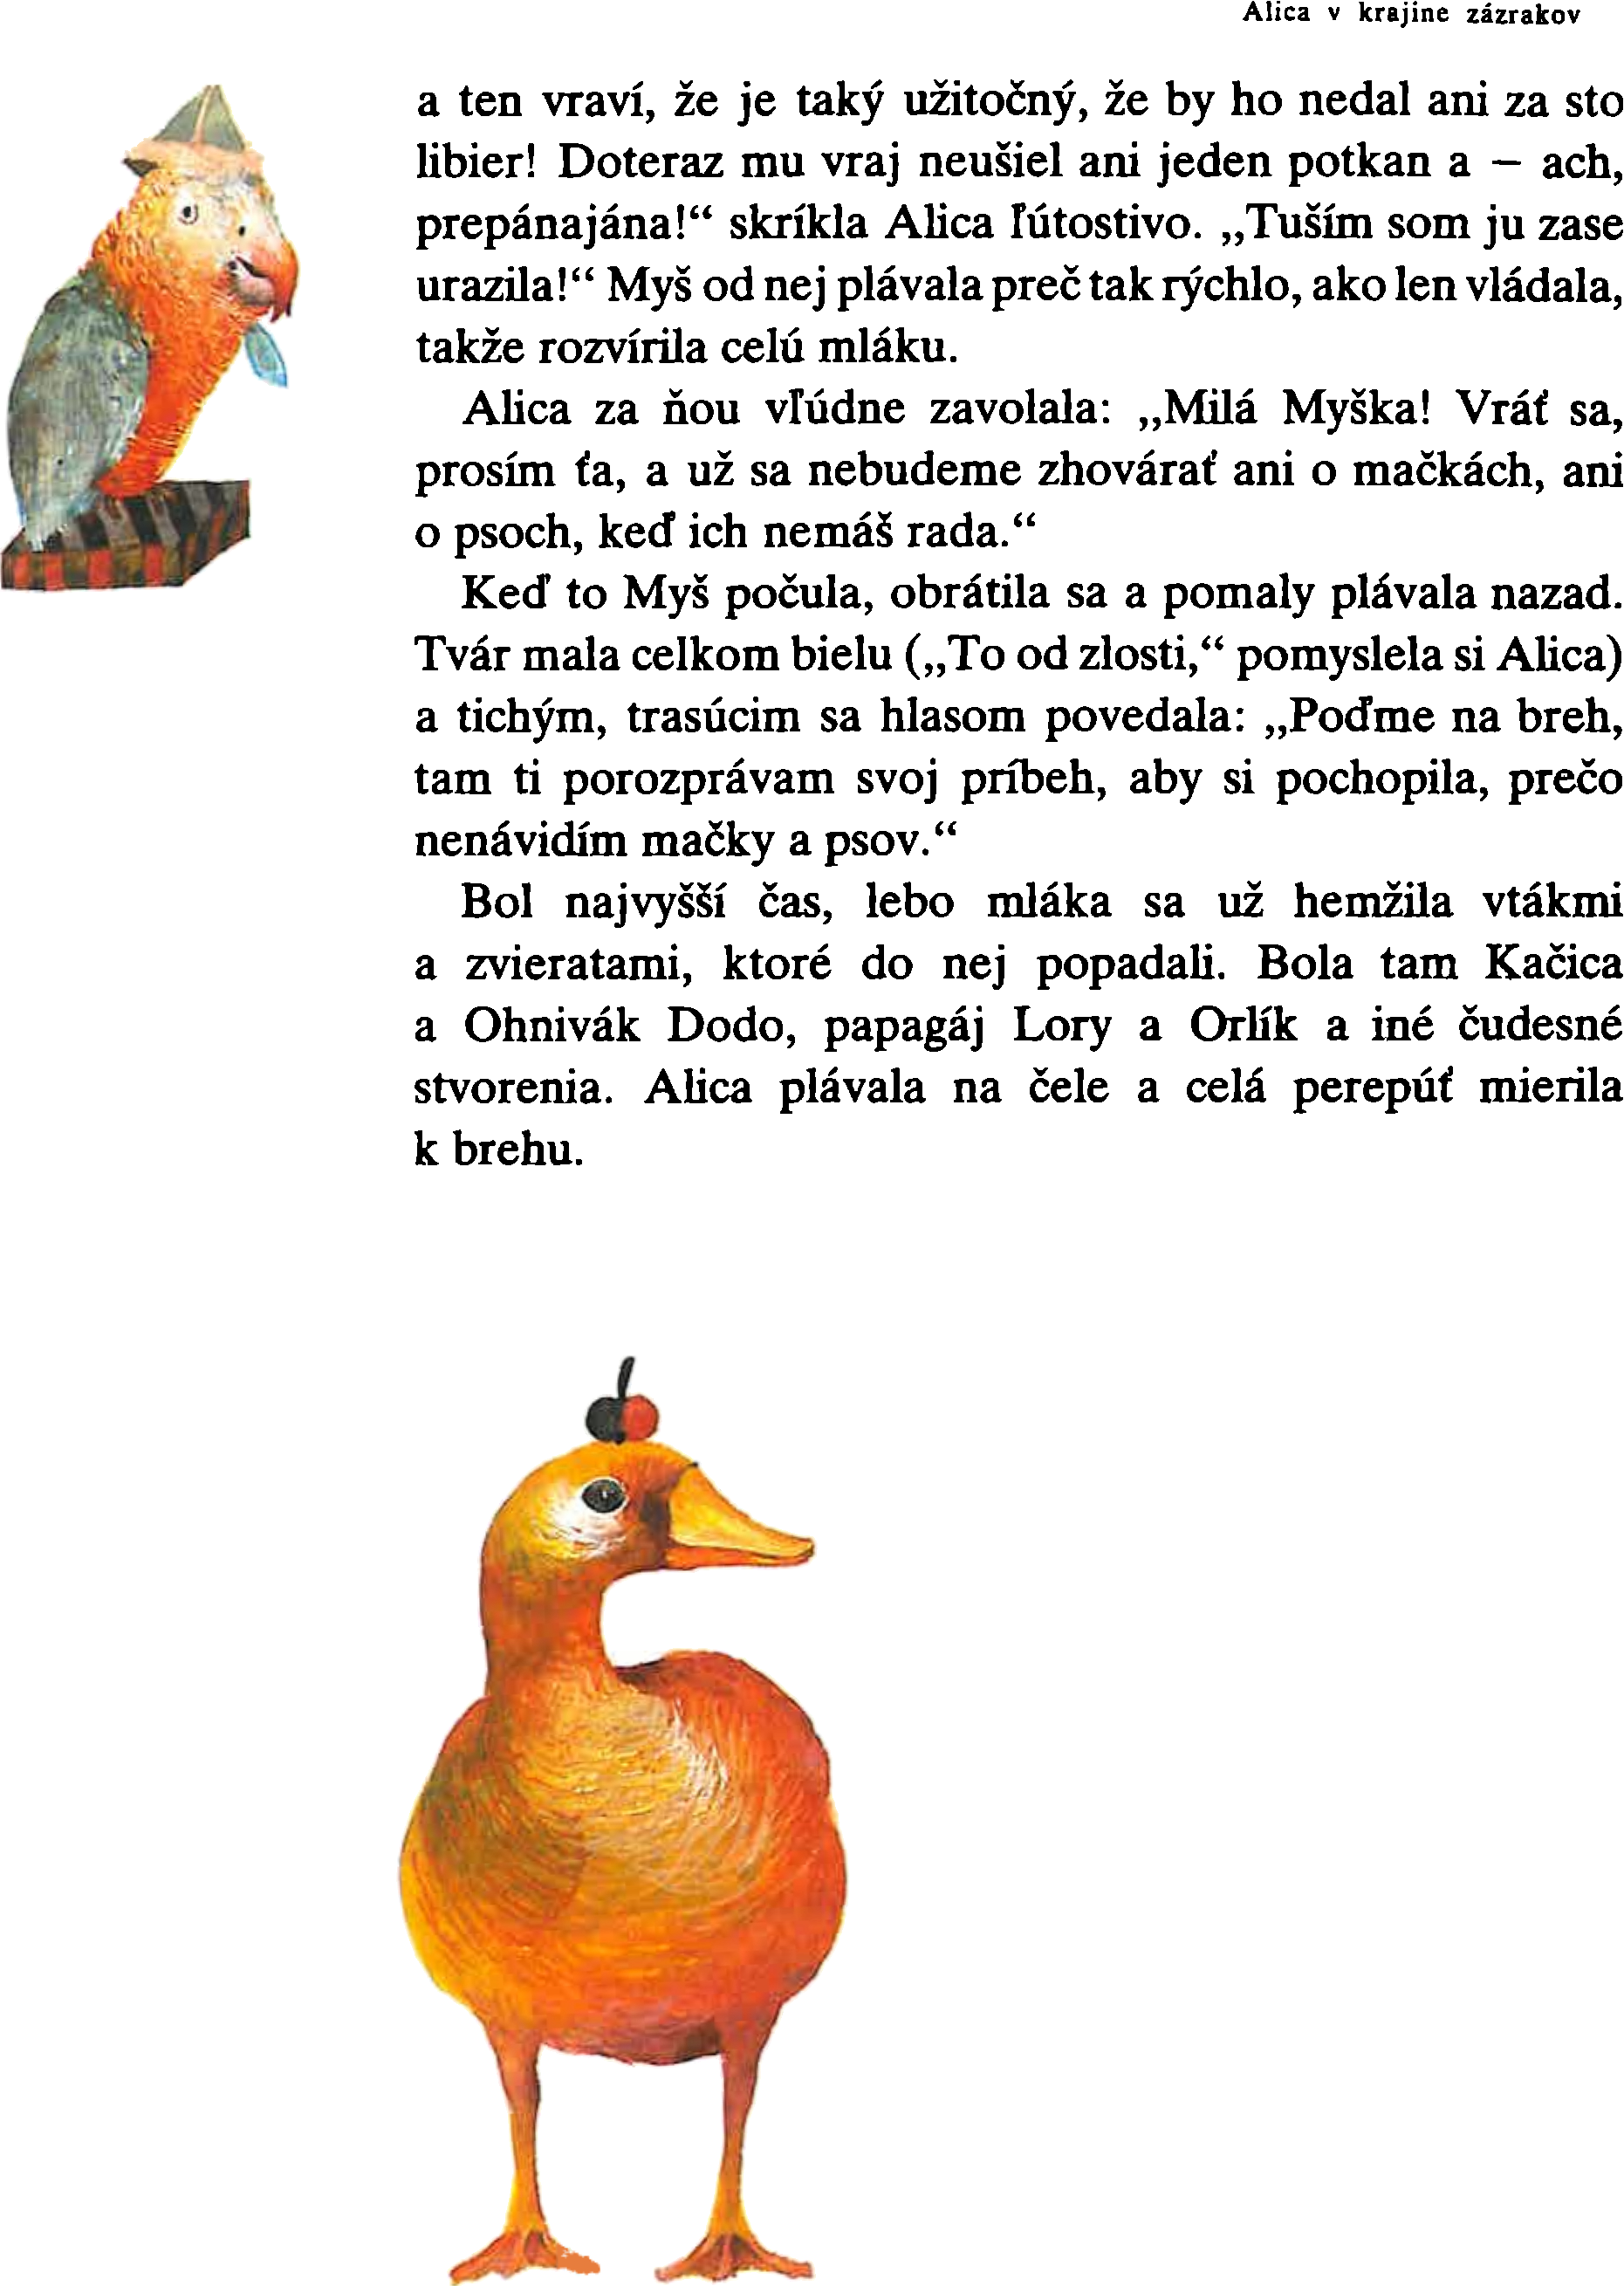 Alica v krajine zázrakov
a ten vraví, že je taký užitočný, že by ho nedal ani za sto
libier! Doteraz mu vraj neušiel ani jeden potkan a – ach,
prepánajána!“ skríkla Alica ľútostivo. „Tuším som ju zase
urazila!“ Myš od nej plávala preč tak rýchlo, ako len vládala,
takže rozvírila celú mláku.
Alica za ňou vľúdne zavolala: „Milá Myška! Vráť sa,
prosím ťa, a už sa nebudeme zhovárať ani o mačkách, ani
o psoch, keď ich nemáš rada.“
Keď to Myš počula, obrátila sa a pomaly plávala nazad.
Tvár mala celkom bielu („To od zlosti,“ pomyslela si Alica)
a tichým, trasúcim sa hlasom povedala: „Poďme na breh,
tam ti porozprávam svoj príbeh, aby si pochopila, prečo
nenávidím mačky a psov.“
Bol najvyšší čas, lebo mláka sa už hemžila vtákmi
a zvieratami, ktoré do nej popadali. Bola tam Kačica
a Ohnivák Dodo, papagáj Lory a Orlík a iné čudesné
stvorenia. Alica plávala na čele a celá perepúť mierila
k brehu.